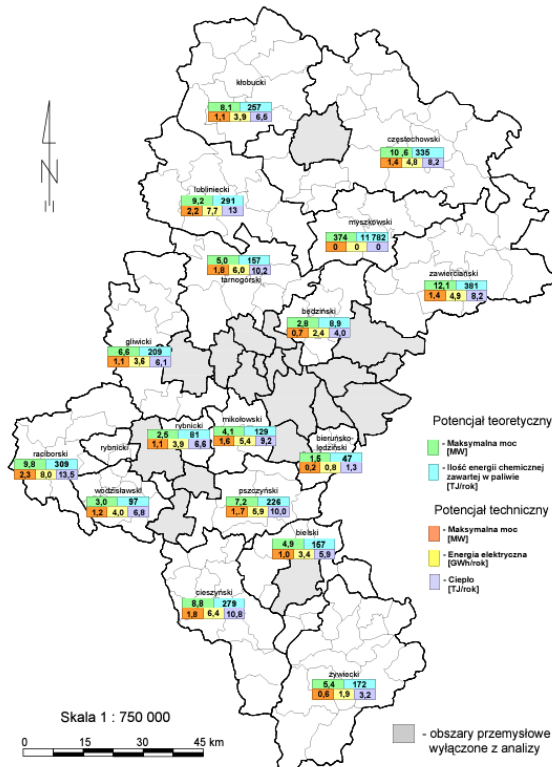 kłobucki
8,1 257
1,1 3,9 6,5
częstochowski
10 ,6 335
1,4 4,8 8,2
lubliniecki
9,2 291
2,2 7,7 13
myszkowski
374 11 782
0 0 0
5,0 157
1,8 6,0 10,2
tarnogórski
zawierciański
12,1 381
1,4 4,9 8,2
będziński
2,8 8,9
0,7 2,4 4,0
gliwicki
6,6 209
1,1 3,6 6,1
mikołowski
4,1 129
1,6 5,4 9,2
rybnicki
2,5 81
1,1 3,9 6,6
rybnicki
bieruńsko-
lędziński
1,5 47
0,2 0,8 1,3
raciborski
9,8 309
2,3 8,0 13,5
wodzisławski
3,0 97
1,2 4,0 6,8
pszczyński
7,2 226
1,,7 5,9 10,0
bielski
4,9 157
1,0 3,4 5,9
cieszyński
8,8 279
1,8 6,4 10,8
żywiecki
5,4 172
0,6 1,9 3,2
N
Potencjał teoretyczny
- Maksymalna moc
[MW]
- Ilość energii chemicznej
zawartej w paliwie
[TJ/rok]
Potencjał techniczny
- Maksymalna moc
[MW]
- Energia elektryczna
[GWh/rok]
- Ciepło
[TJ/rok]
Skala 1 : 750 000
0 15 30 45 km
- obszary przemysłowe
wyłączone z analizy